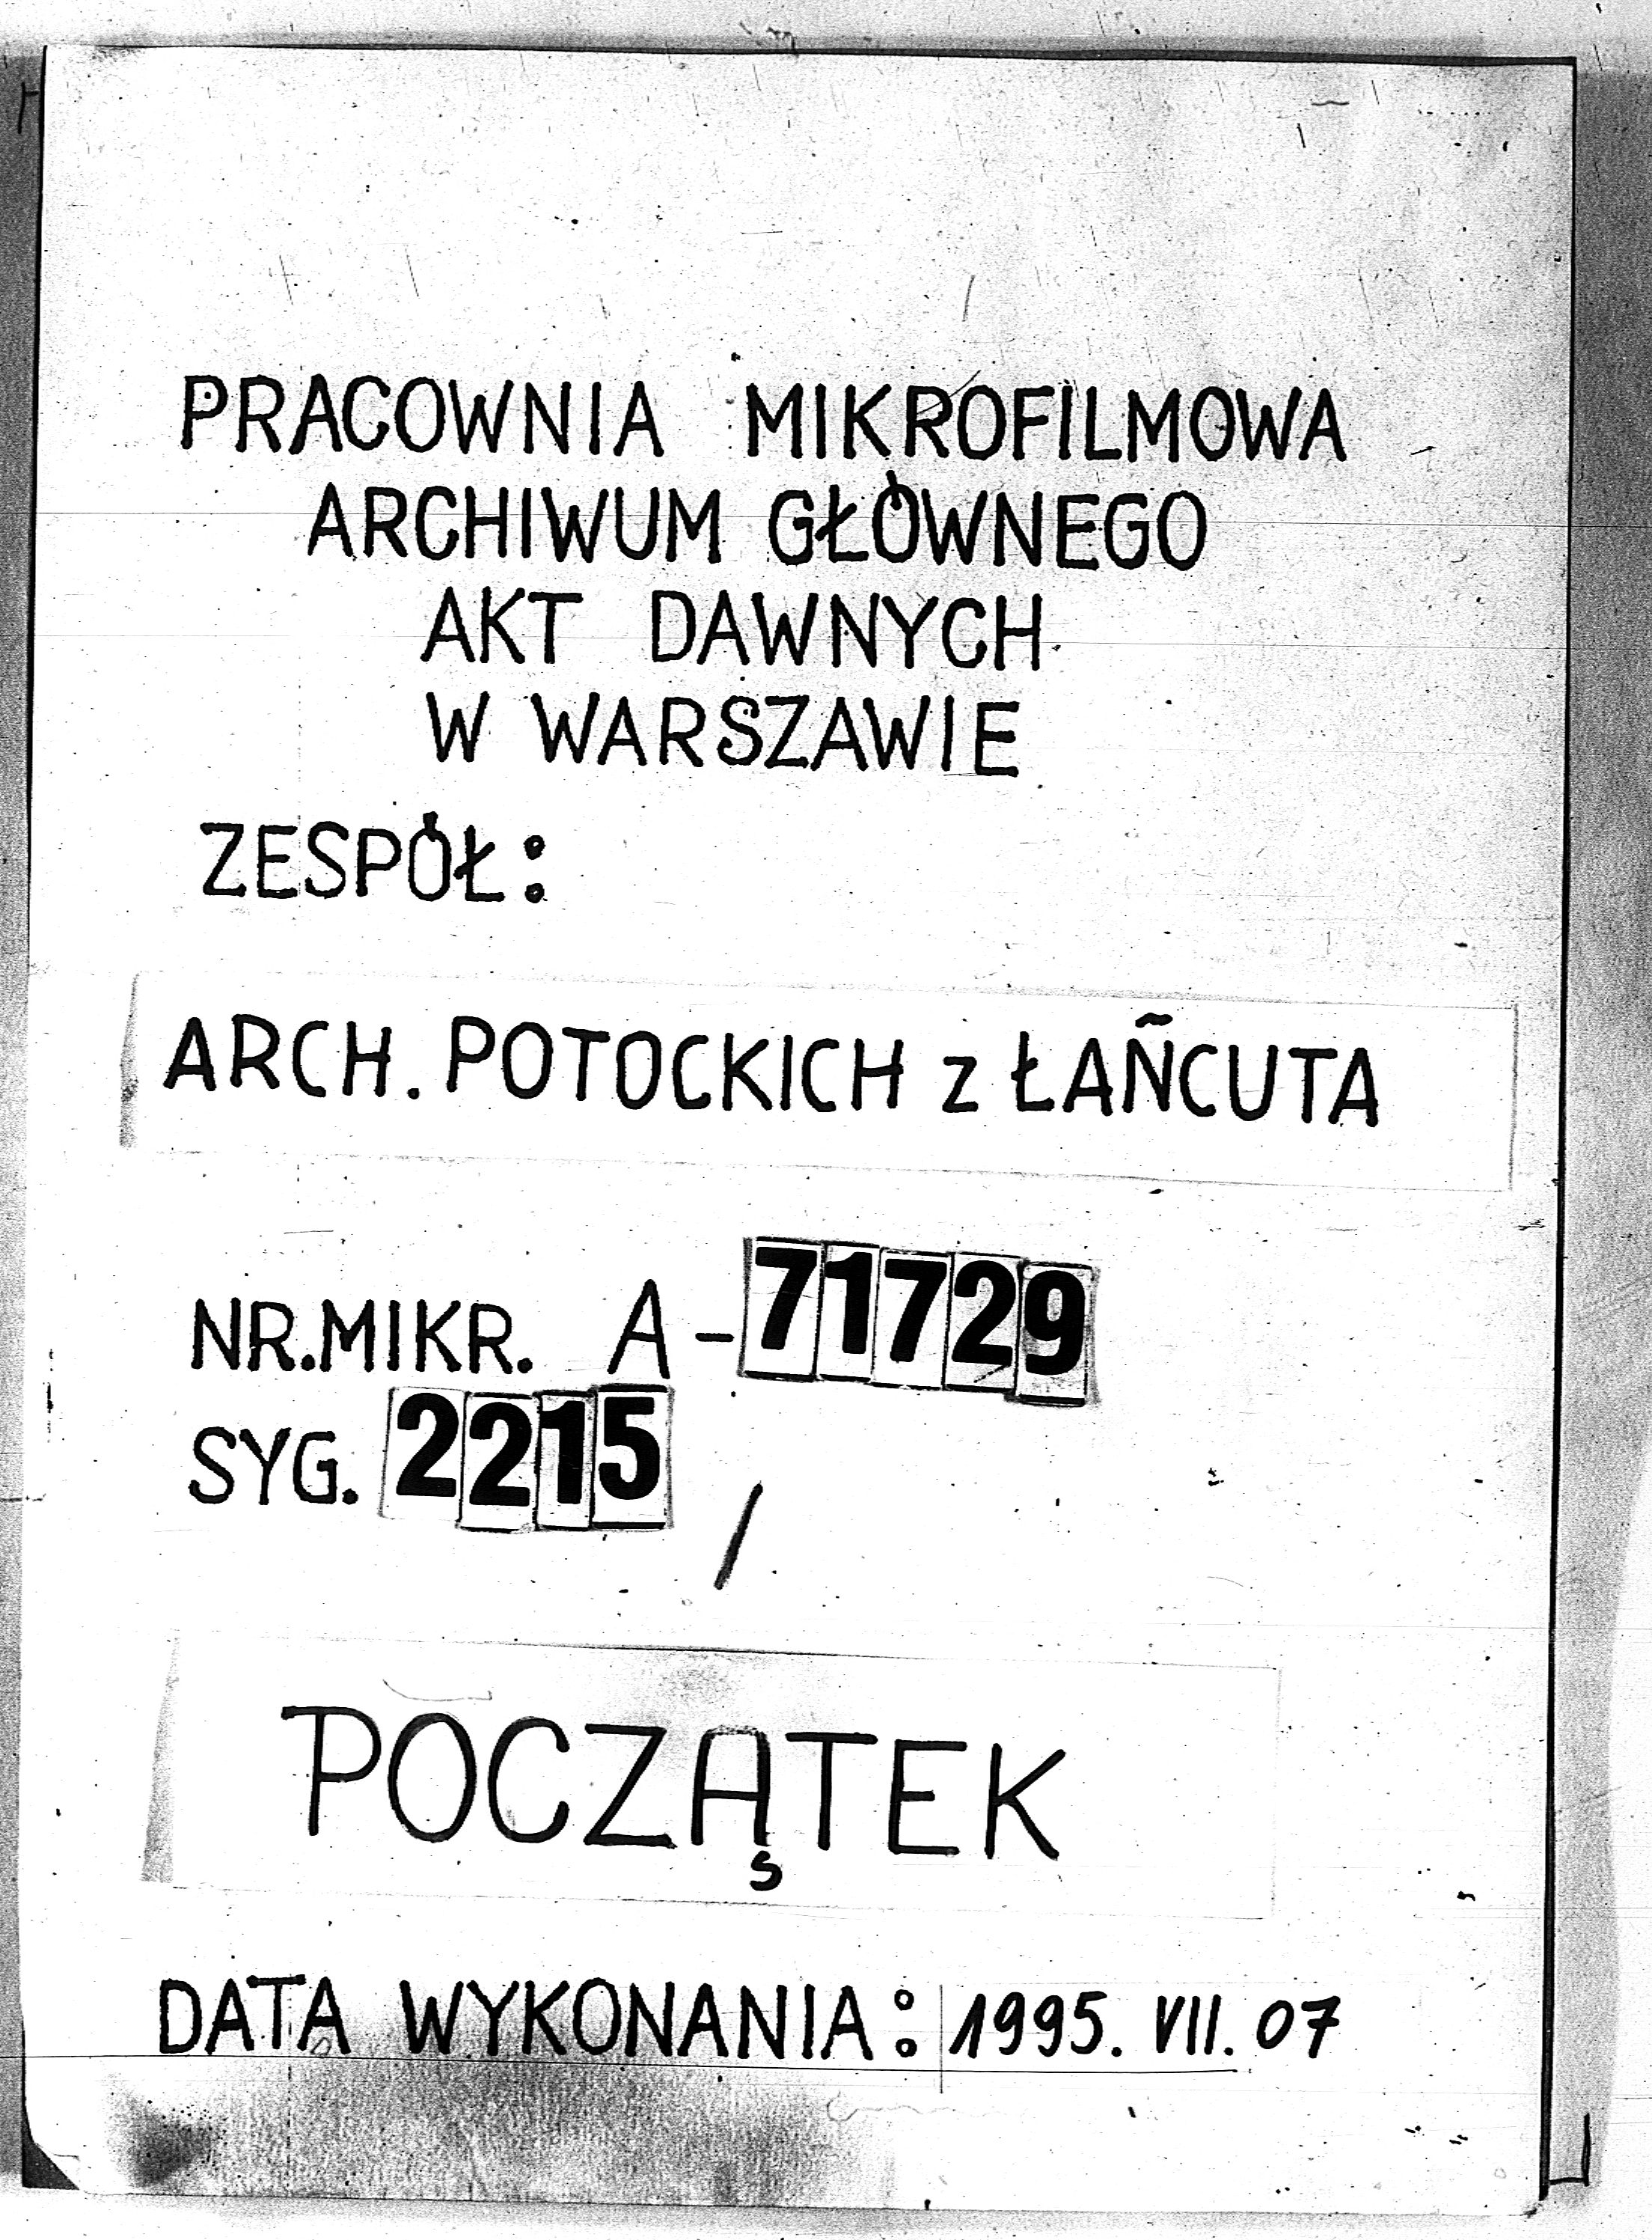 PRACOWNIA MIKROFILMOWA
ARCHIWUM GŁÓWNEGO
AKT DAWNYCH
W WARSZAWIE
ZESPÓŁ:
ARCH. POTOCKICH z ŁAÑCUTA
NR.MIKR. A-71729
SYG. 2215 /
POCZĄTEK
DATA WYKONANIA: 1995. VII. 07